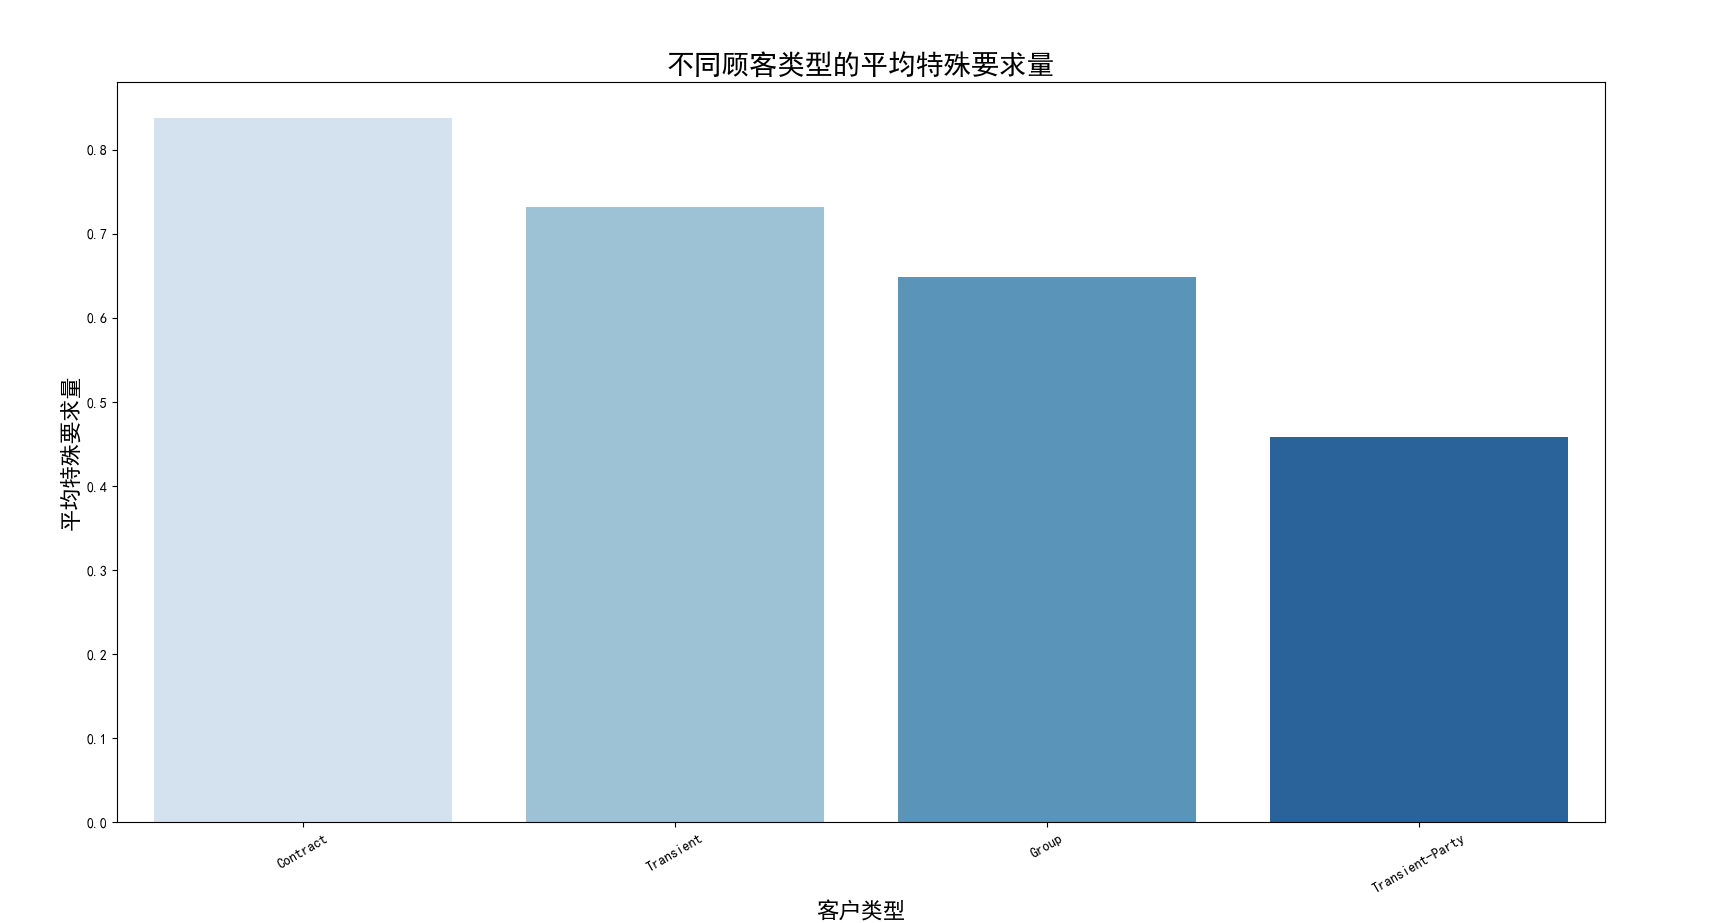 不同顾客类型的平均特殊要求量
平均特殊要求量
0.8
0.7
0.6
0.5
0.4
0.3
0.2
0.1
0.0
Contract
Transient
Group
Transient-Party
客户类型